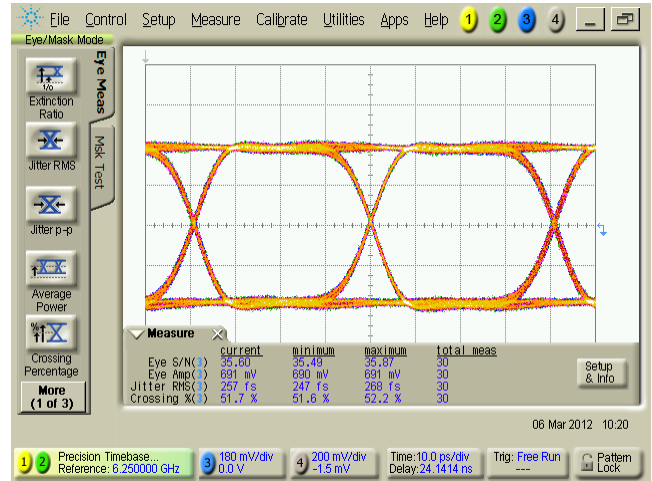 File Control Setup Measure Calibrate Utilities Apps Help 1 2 3 4
Eye/Mask Mode
Eye Meas
Msk Test
Extinction
Ratio
Jitter RMS
Jitter p-p
Average
Power
Crossing
Percentage
More
(1 of 3)
Measure
current minimum maximum total meas
Eye S/N(3) 35.60 35.49 35.87 30
Eye Amp(3) 691 mV 690 mV 691 mV 30
Jitter RMS(3) 257 fs 247 fs 268 fs 30
Crossing %(3) 51.7 % 51.6 % 52.2 % 30
Setup
& Info
06 Mar 2012 10:20
1 2 Precision Timebase...
Reference: 6.250000 GHz
3 180 mV/div
0.0 V
4 200 mV/div
-1.5 mV
Time:10.0 ps/div
Delay:24.1414 ns
Trig: Free Run
---
Pattern
Lock